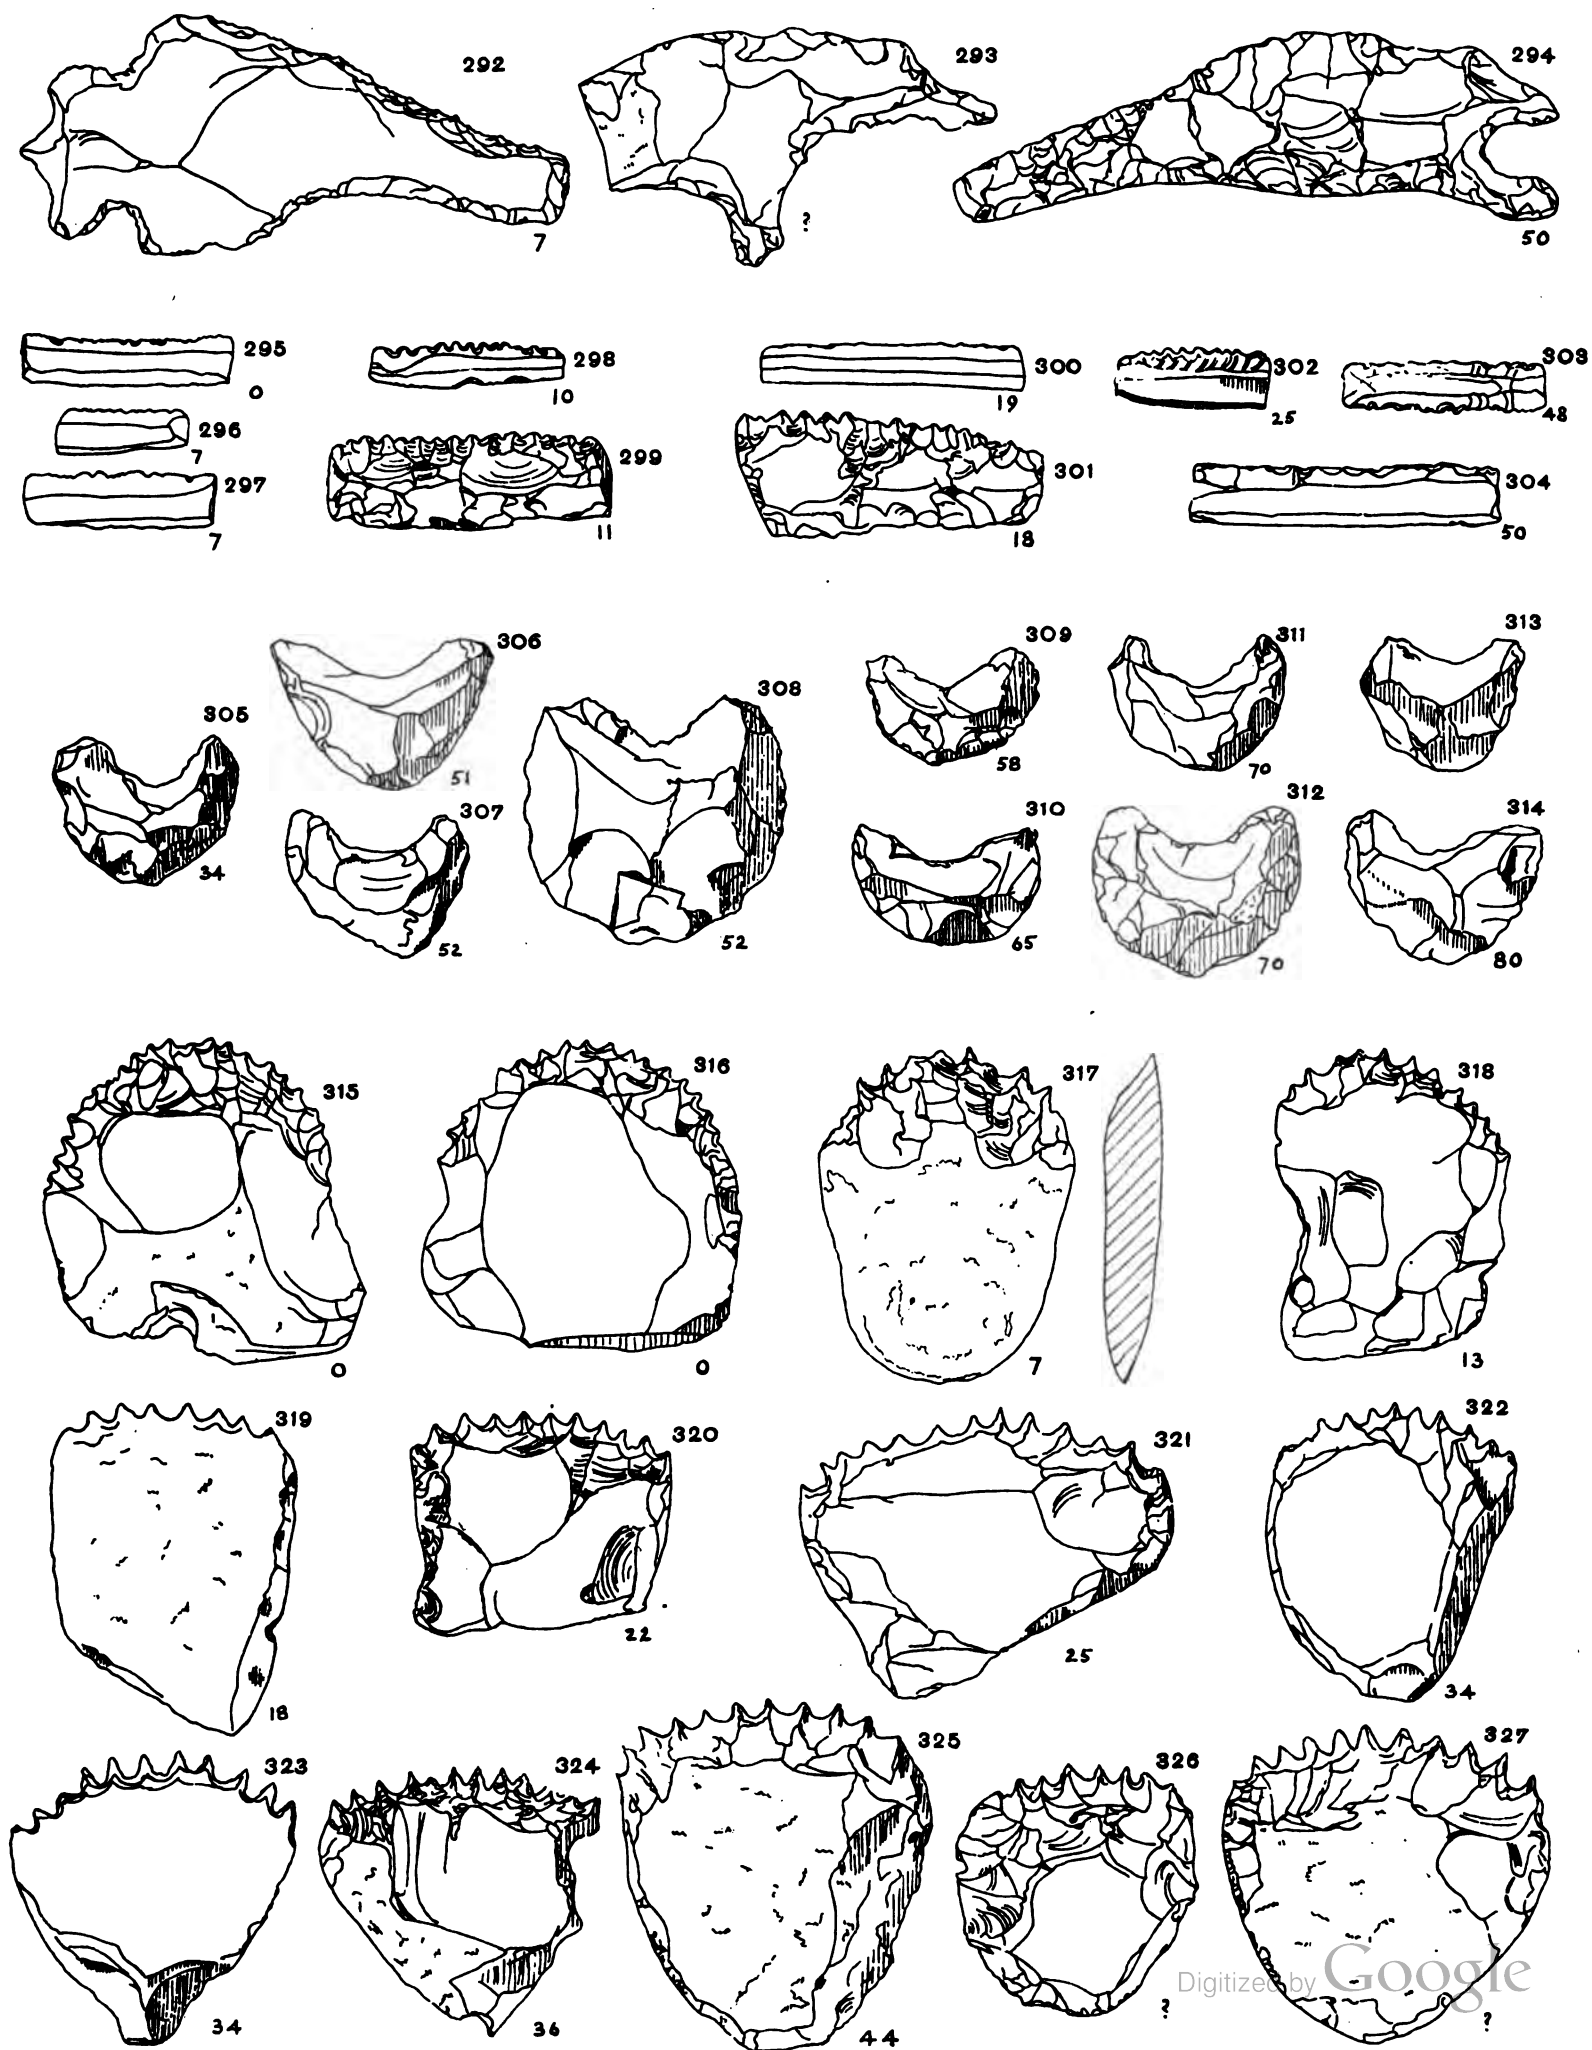 292 293 294
7 ? 50
295 298 300 302 303
0 10 19 25 48
296 299 301 304
7 11 18 50
297
7
306 309 311 313
305 308
51 58 70
34 307 310 312 314
52 52 65 70 80
315 316 317 318
0 0 7 13
319 320 321 322
18 22 25 34
323 324 325 326 327
34 36 44 ? ?
Digitized by Google